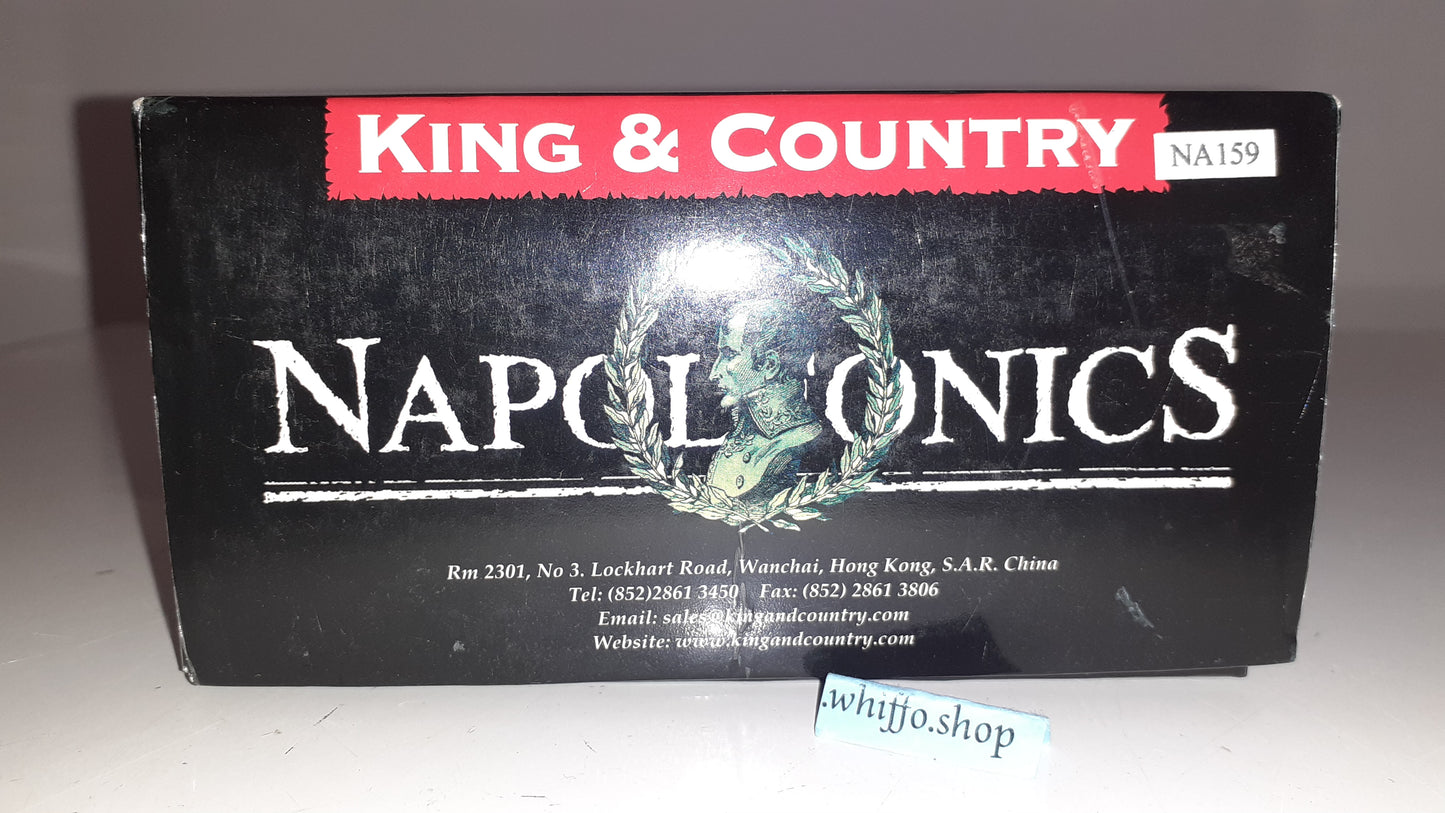 KING & COUNTRY
NA159
NAPOLEONICS
Rm 2301, No 3. Lockhart Road, Wanchai, Hong Kong, S.A.R. China
Tel: (852)2861 3450 Fax: (852) 2861 3806
Email: sales@kingandcountry.com
Website: www.kingandcountry.com
.whiffo.shop